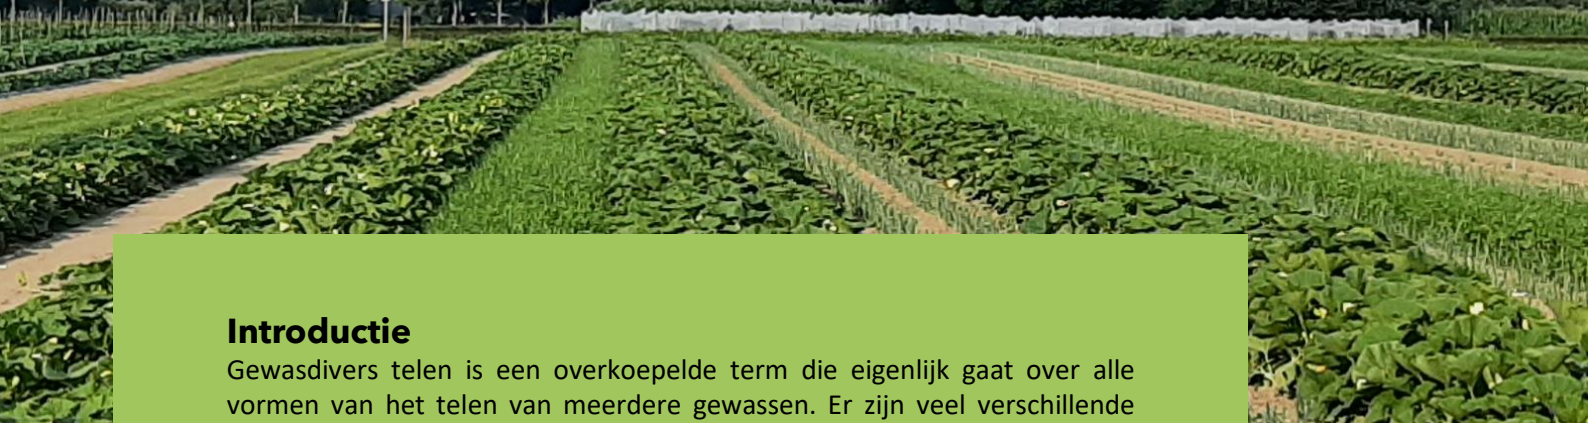 Introductie
Gewasdivers telen is een overkoepelde term die eigenlijk gaat over alle
vormen van het telen van meerdere gewassen. Er zijn veel verschillende